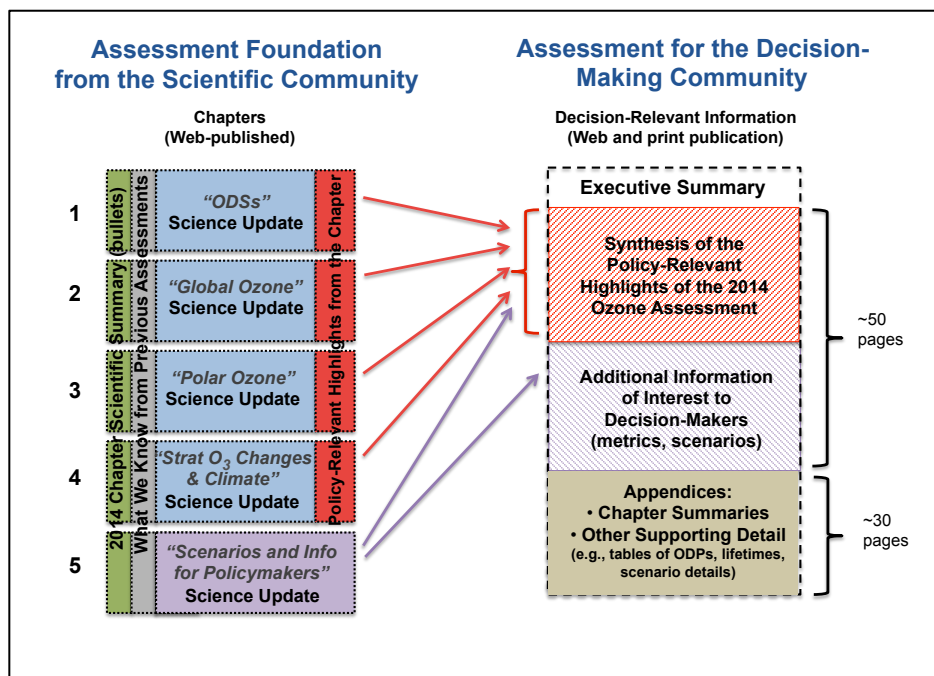 Assessment Foundation
from the Scientific Community
Chapters
(Web-published)
2014 Chapter Scientific Summary (bullets)
What We Know from Previous Assessments
Policy-Relevant Highlights from the Chapter
1
“ODSs”
Science Update
2
“Global Ozone”
Science Update
3
“Polar Ozone”
Science Update
4
“Strat O3 Changes
& Climate”
Science Update
5
“Scenarios and Info
for Policymakers”
Science Update
Assessment for the Decision-
Making Community
Decision-Relevant Information
(Web and print publication)
Executive Summary
Synthesis of the
Policy-Relevant
Highlights of the 2014
Ozone Assessment
Additional Information
of Interest to
Decision-Makers
(metrics, scenarios)
~50
pages
Appendices:
• Chapter Summaries
• Other Supporting Detail
(e.g., tables of ODPs, lifetimes,
scenario details)
~30
pages